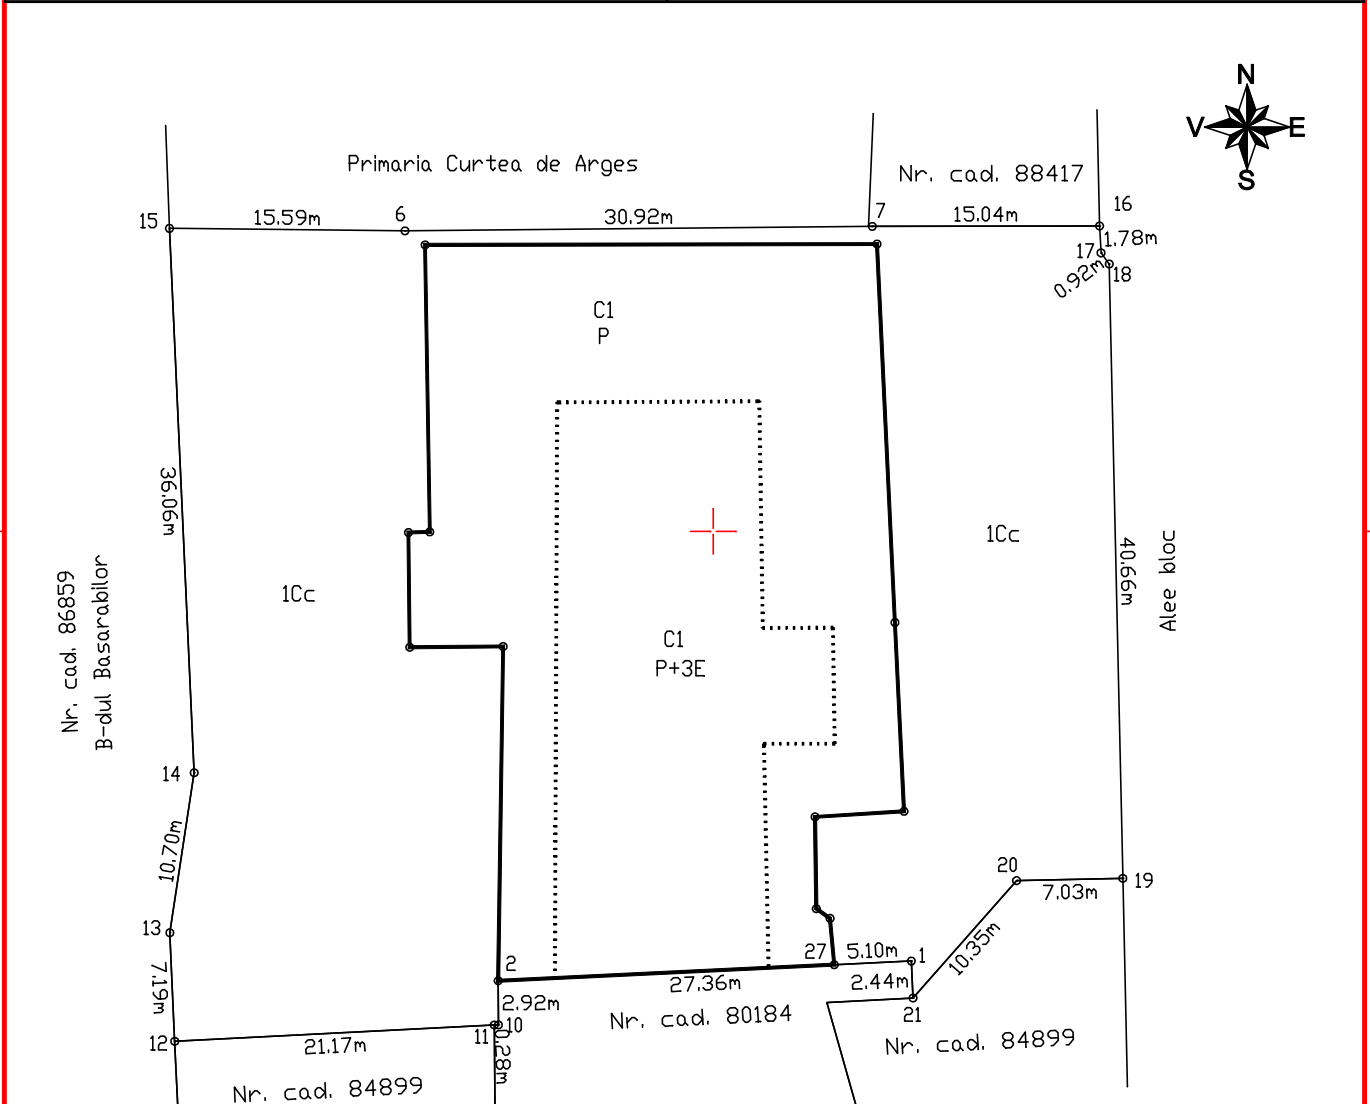 N
V E
S
Primaria Curtea de Arges
Nr. cad. 88417
15
15.59m
6
30.92m
7
15.04m
16
1.78m
17
18
0.92m
C1
P
36.06m
1Cc
1Cc
40.66m
Alee bloc
Nr. cad. 86859
B-dul Basarabilor
C1
P+3E
14
10.70m
20
7.03m
19
13
7.19m
10.35m
2
27
5.10m
1
27.36m
2.44m
2.92m
21
Nr. cad. 80184
12
21.17m
11
10
0.28m
Nr. cad. 84899
Nr. cad. 84899